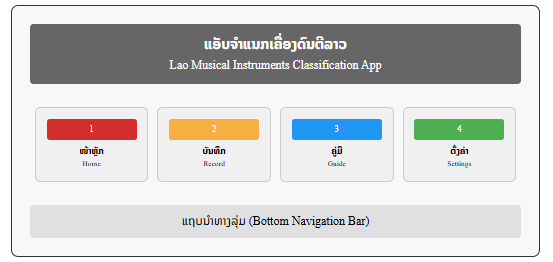 ແອັບຈຳແນກເຄື່ອງດົນຕີລາວ
Lao Musical Instruments Classification App
1
ໜ້າຫຼັກ
Home
2
ບັນທຶກ
Record
3
ຄູ່ມື
Guide
4
ຕັ້ງຄ່າ
Settings
ແຖບນຳທາງລຸ່ມ (Bottom Navigation Bar)